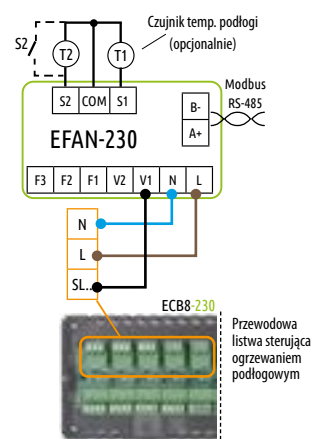 Czujnik temp. podłogi
(opcjonalnie)
S2
T2
T1
S2 COM S1
Modbus
RS-485
B-
A+
EFAN-230
F3 F2 F1 V2 V1 N L
N
L
SL..
ECB8-230
Przewodowa
listwa sterująca
ogrzewaniem
podłogowym